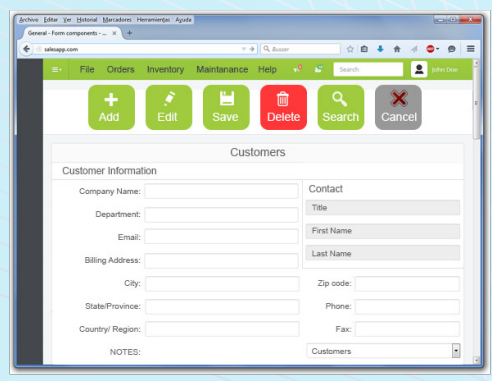 Archivo Editar Ver Historial Marcadores Herramientas Ayuda
General - Form components - ... × +
salesapp.com
Buscar
File Orders Inventory Maintanance Help Search John Doe
Add Edit Save Delete Search Cancel
Customers
Customer Information
Company Name: Contact
Title
Department:
First Name
Email:
Last Name
Billing Address:
City: Zip code:
State/Province: Phone:
Country/ Region: Fax:
NOTES: Customers